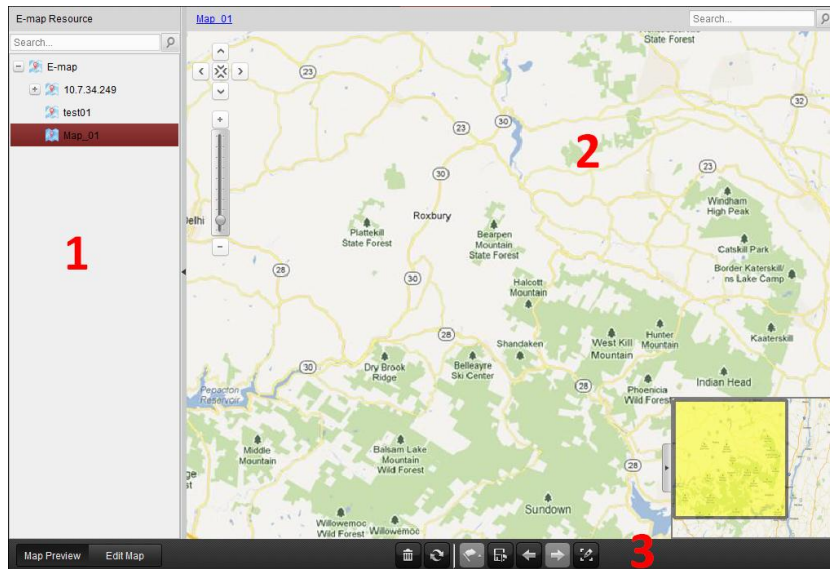 E-map Resource
Map_01
Search...
Search...
E-map
10.7.34.249
test01
Map_01
1
2
3
State Forest
23
32
30
23
23
30
Windham
High Peak
elhi
Roxbury
Plattekill
State Forest
Bearpen
Mountain
State Forest
Catskill Park
28
30
Border Katerskill/
ns Lake Camp
Halcott
Mountain
28
Shandaken
West Kill
Mountain
Hunter
Mountain
Kaaterskill
30
Dry Brook
Ridge
Belleayre
Ski Center
28
Phoenicia
Wild Forest
Indian Head
Pepacton
Reservoir
Middle
Mountain
Balsam Lake
Mountain
Wild Forest
28
ge
st
Sundown
Willowemoc
Wild Forest
Willowemoc
Map Preview
Edit Map